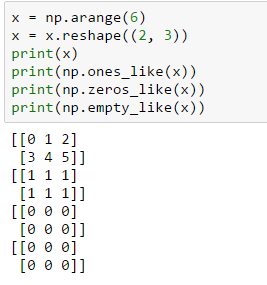 x = np.arange(6)
x = x.reshape((2, 3))
print(x)
print(np.ones_like(x))
print(np.zeros_like(x))
print(np.empty_like(x))
[[0 1 2]
 [3 4 5]]
[[1 1 1]
 [1 1 1]]
[[0 0 0]
 [0 0 0]]
[[0 0 0]
 [0 0 0]]